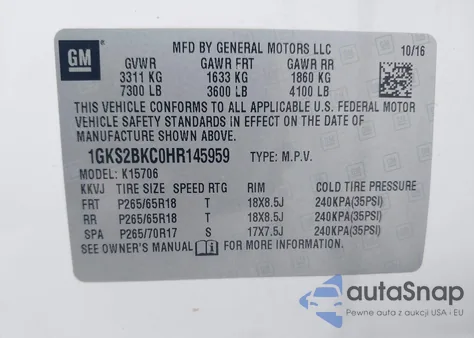 GM
MFD BY GENERAL MOTORS LLC 10/16
GVWR GAWR FRT GAWR RR
3311 KG 1633 KG 1860 KG
7300 LB 3600 LB 4100 LB
THIS VEHICLE CONFORMS TO ALL APPLICABLE U.S. FEDERAL MOTOR
VEHICLE SAFETY STANDARDS IN EFFECT ON THE DATE OF
MANUFACTURE SHOWN ABOVE.
1GKS2BKC0HR145959 TYPE: M.P.V.
MODEL: K15706
KKVJ TIRE SIZE SPEED RTG RIM COLD TIRE PRESSURE
FRT P265/65R18 T 18X8.5J 240KPA(35PSI)
RR P265/65R18 T 18X8.5J 240KPA(35PSI)
SPA P265/70R17 S 17X7.5J 240KPA(35PSI)
SEE OWNER'S MANUAL FOR MORE INFORMATION.
autoSnap
Pewne auta z aukcji USA - EU